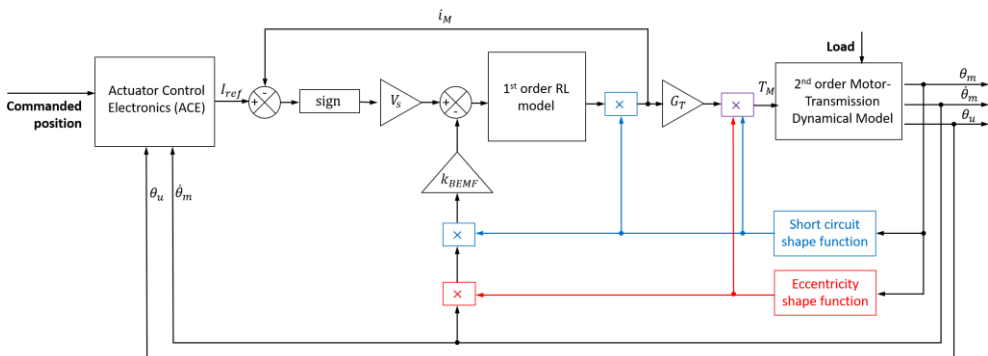 i_M
Load
θ_m
Actuator Control
Electronics (ACE)
I_ref
+
-
sign
V_s
+
-
1st order RL
model
×
G_T
×
T_M
2nd order Motor-
Transmission
Dynamical Model
θ̇_m
θ_u
Commanded
position
k_BEMF
θ_u
θ̇_m
×
Short circuit
shape function
×
Eccentricity
shape function